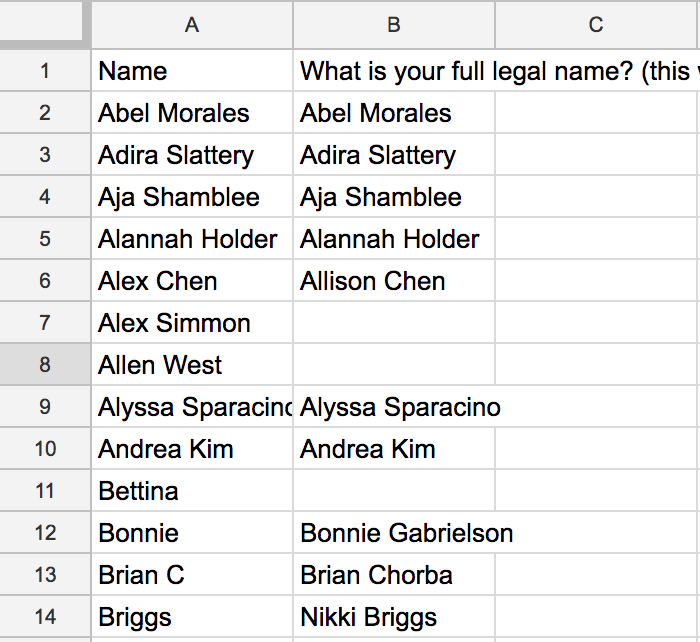 A B C
1 Name What is your full legal name? (this
2 Abel Morales Abel Morales
3 Adira Slattery Adira Slattery
4 Aja Shamblee Aja Shamblee
5 Alannah Holder Alannah Holder
6 Alex Chen Allison Chen
7 Alex Simmon
8 Allen West
9 Alyssa Sparacino Alyssa Sparacino
10 Andrea Kim Andrea Kim
11 Bettina
12 Bonnie Bonnie Gabrielson
13 Brian C Brian Chorba
14 Briggs Nikki Briggs